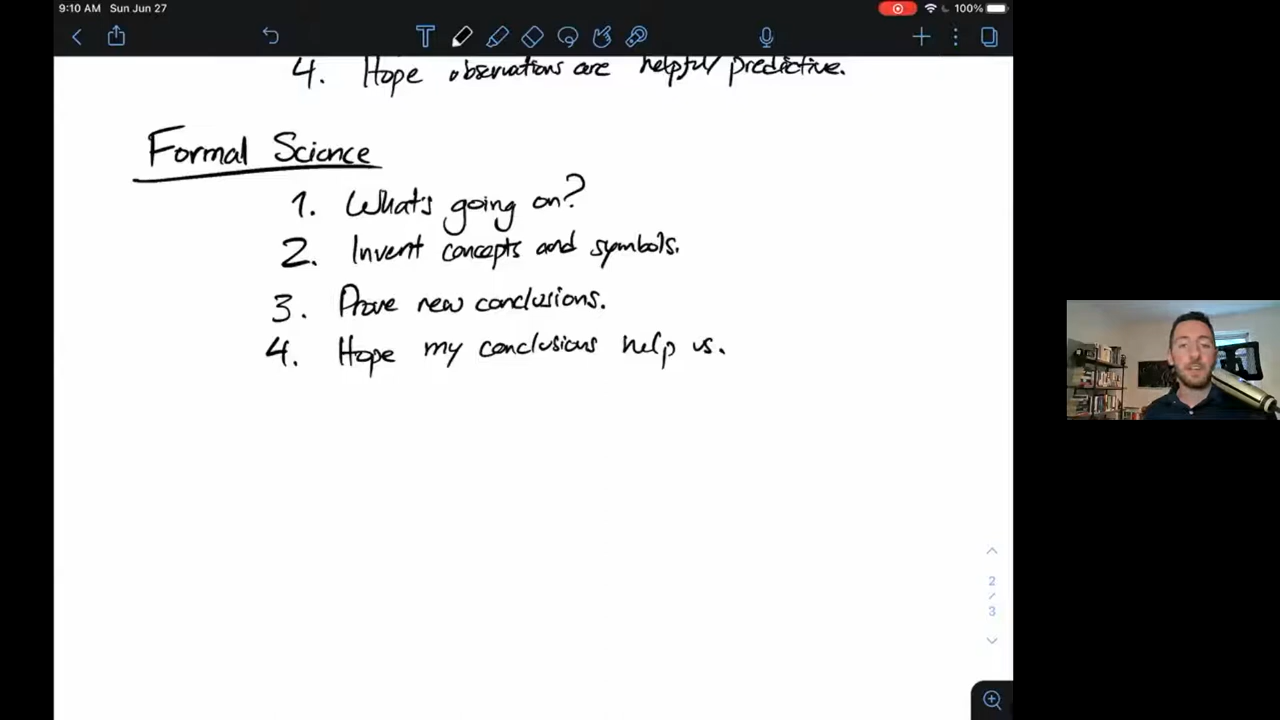 9:10 AM Sun Jun 27
100%
4. Hope observations are helpful/predictive.
Formal Science
1. What's going on?
2. Invent concepts and symbols.
3. Prove new conclusions.
4. Hope my conclusions help us.
2
/
3